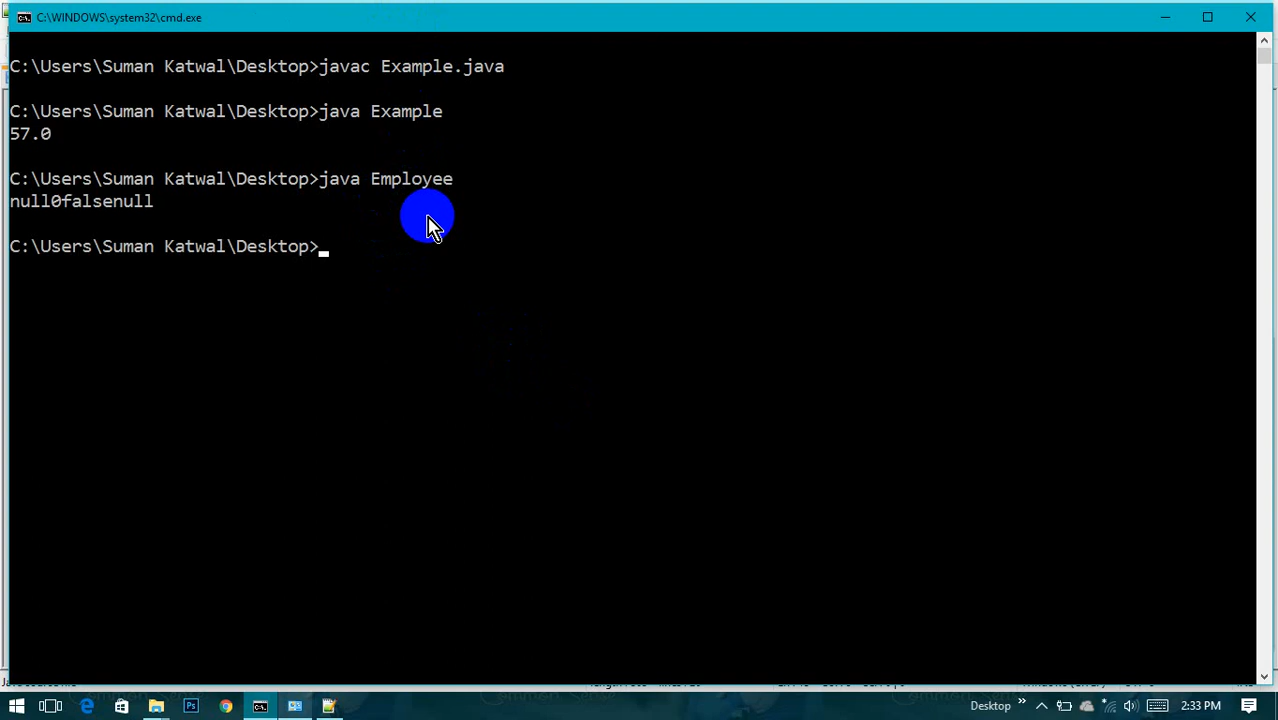 C:\WINDOWS\system32\cmd.exe
C:\Users\Suman Katwal\Desktop>javac Example.java
C:\Users\Suman Katwal\Desktop>java Example
57.0
C:\Users\Suman Katwal\Desktop>java Employee
null0falsenull
C:\Users\Suman Katwal\Desktop>
Desktop
2:33 PM